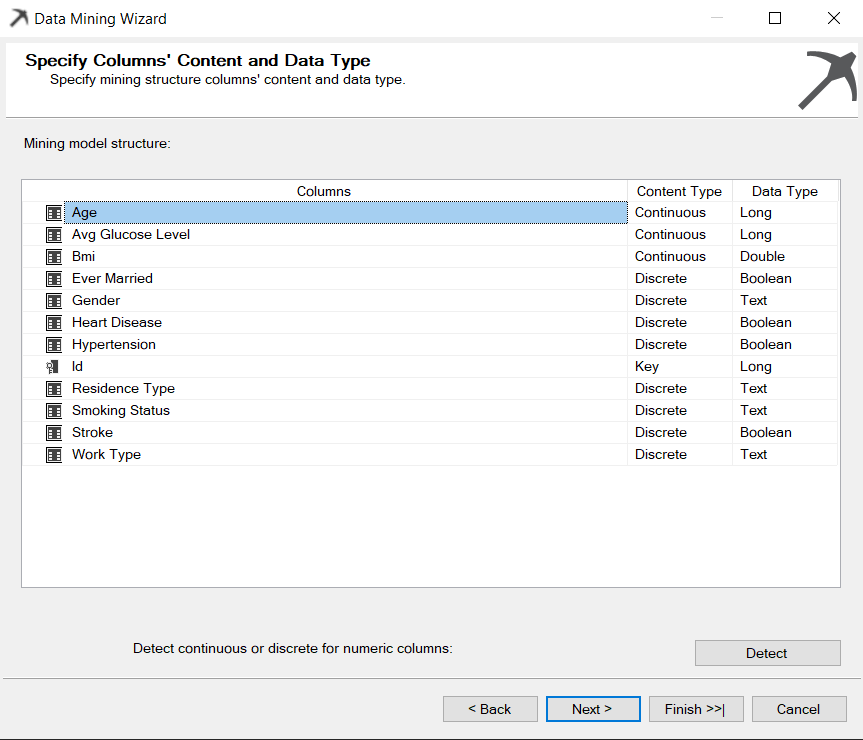 Data Mining Wizard
Specify Columns' Content and Data Type
Specify mining structure columns' content and data type.
Mining model structure:
Columns Content Type Data Type
Age Continuous Long
Avg Glucose Level Continuous Long
Bmi Continuous Double
Ever Married Discrete Boolean
Gender Discrete Text
Heart Disease Discrete Boolean
Hypertension Discrete Boolean
Id Key Long
Residence Type Discrete Text
Smoking Status Discrete Text
Stroke Discrete Boolean
Work Type Discrete Text
Detect continuous or discrete for numeric columns: Detect
< Back Next > Finish >>| Cancel